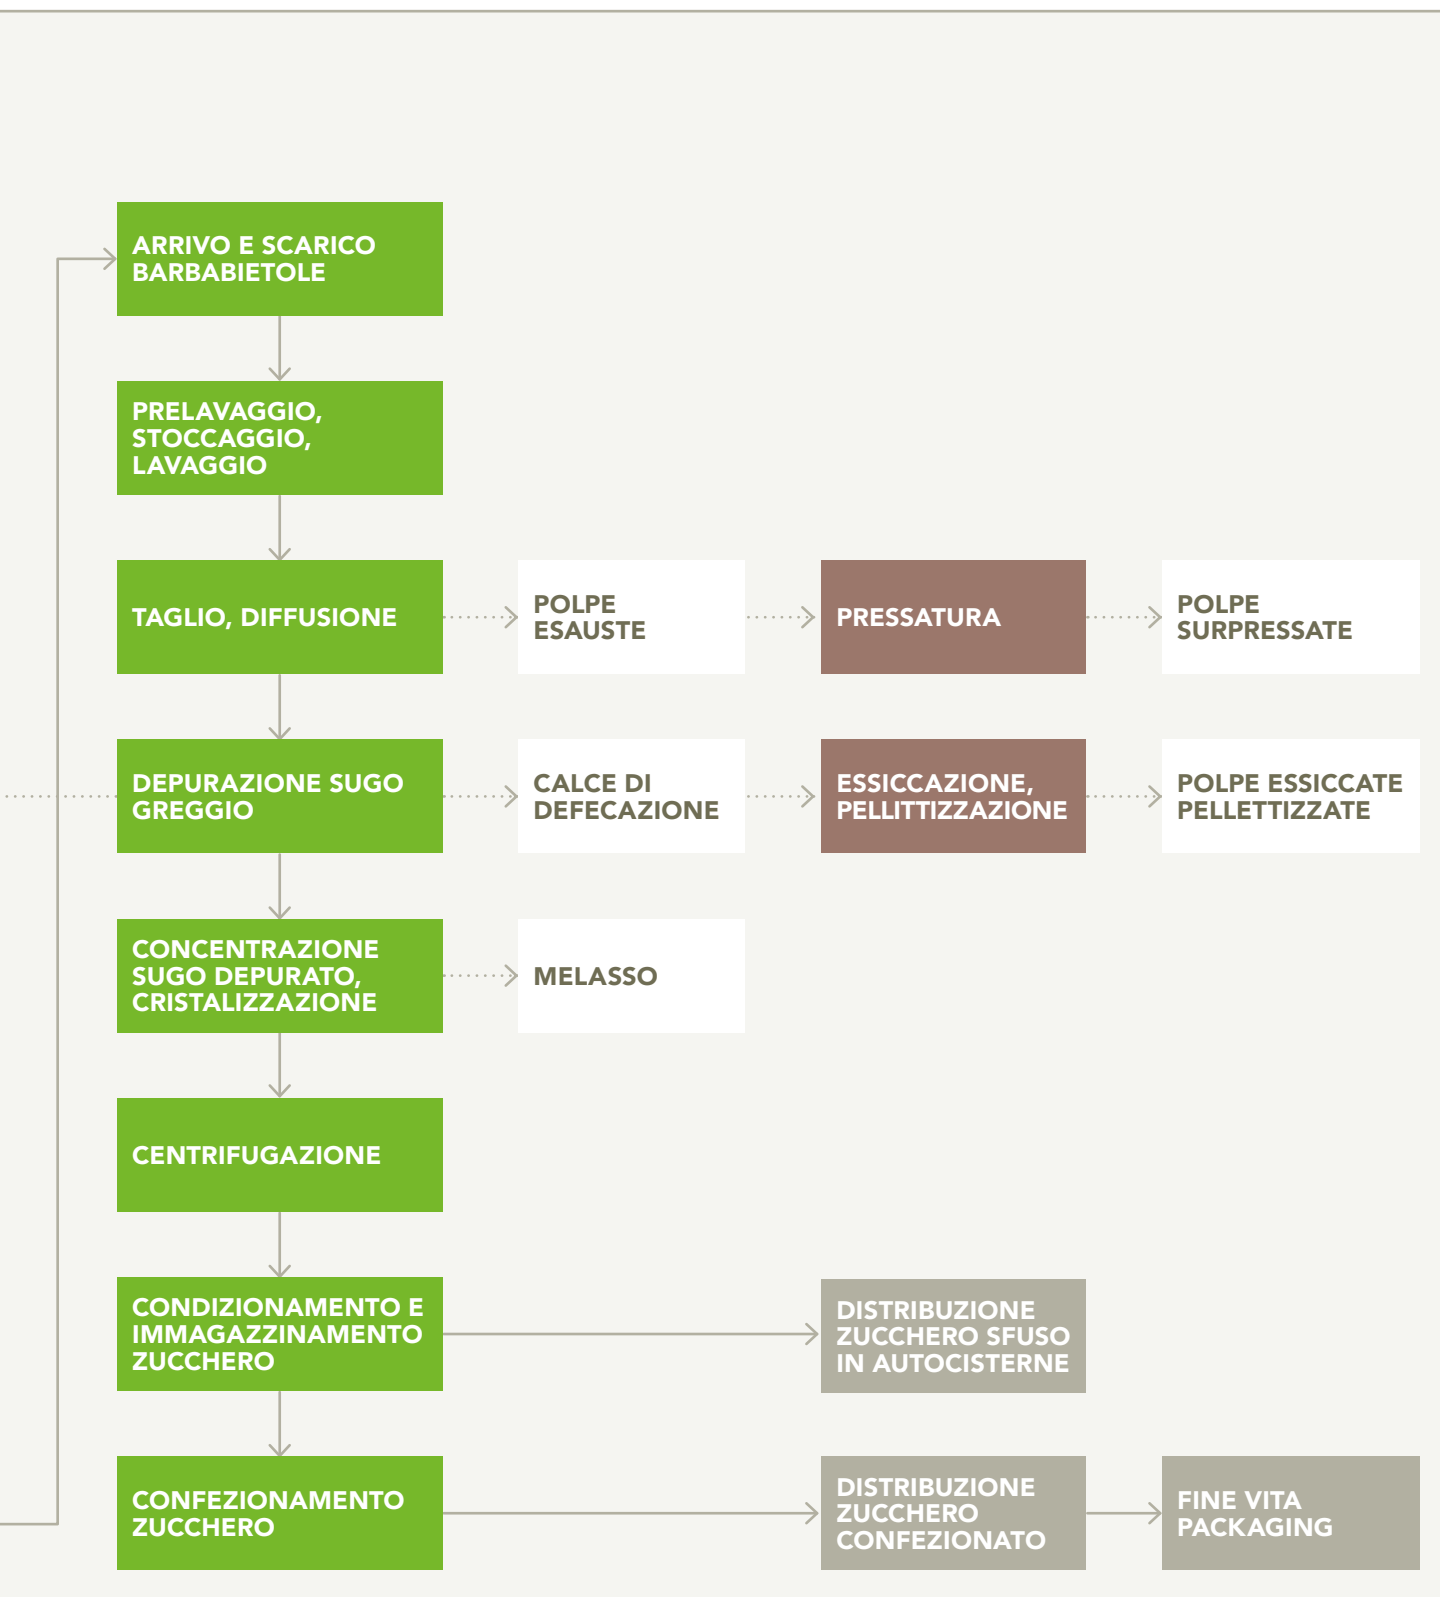 ARRIVO E SCARICO
BARBABIETOLE
PRELAVAGGIO,
STOCCAGGIO,
LAVAGGIO
TAGLIO, DIFFUSIONE
POLPE
ESAUSTE
PRESSATURA
POLPE
SURPRESSATE
DEPURAZIONE SUGO
GREGGIO
CALCE DI
DEFECAZIONE
ESSICCAZIONE,
PELLITTIZZAZIONE
POLPE ESSICCATE
PELLETTIZZATE
CONCENTRAZIONE
SUGO DEPURATO,
CRISTALIZZAZIONE
MELASSO
CENTRIFUGAZIONE
CONDIZIONAMENTO E
IMMAGAZZINAMENTO
ZUCCHERO
DISTRIBUZIONE
ZUCCHERO SFUSO
IN AUTOCISTERNE
CONFEZIONAMENTO
ZUCCHERO
DISTRIBUZIONE
ZUCCHERO
CONFEZIONATO
FINE VITA
PACKAGING